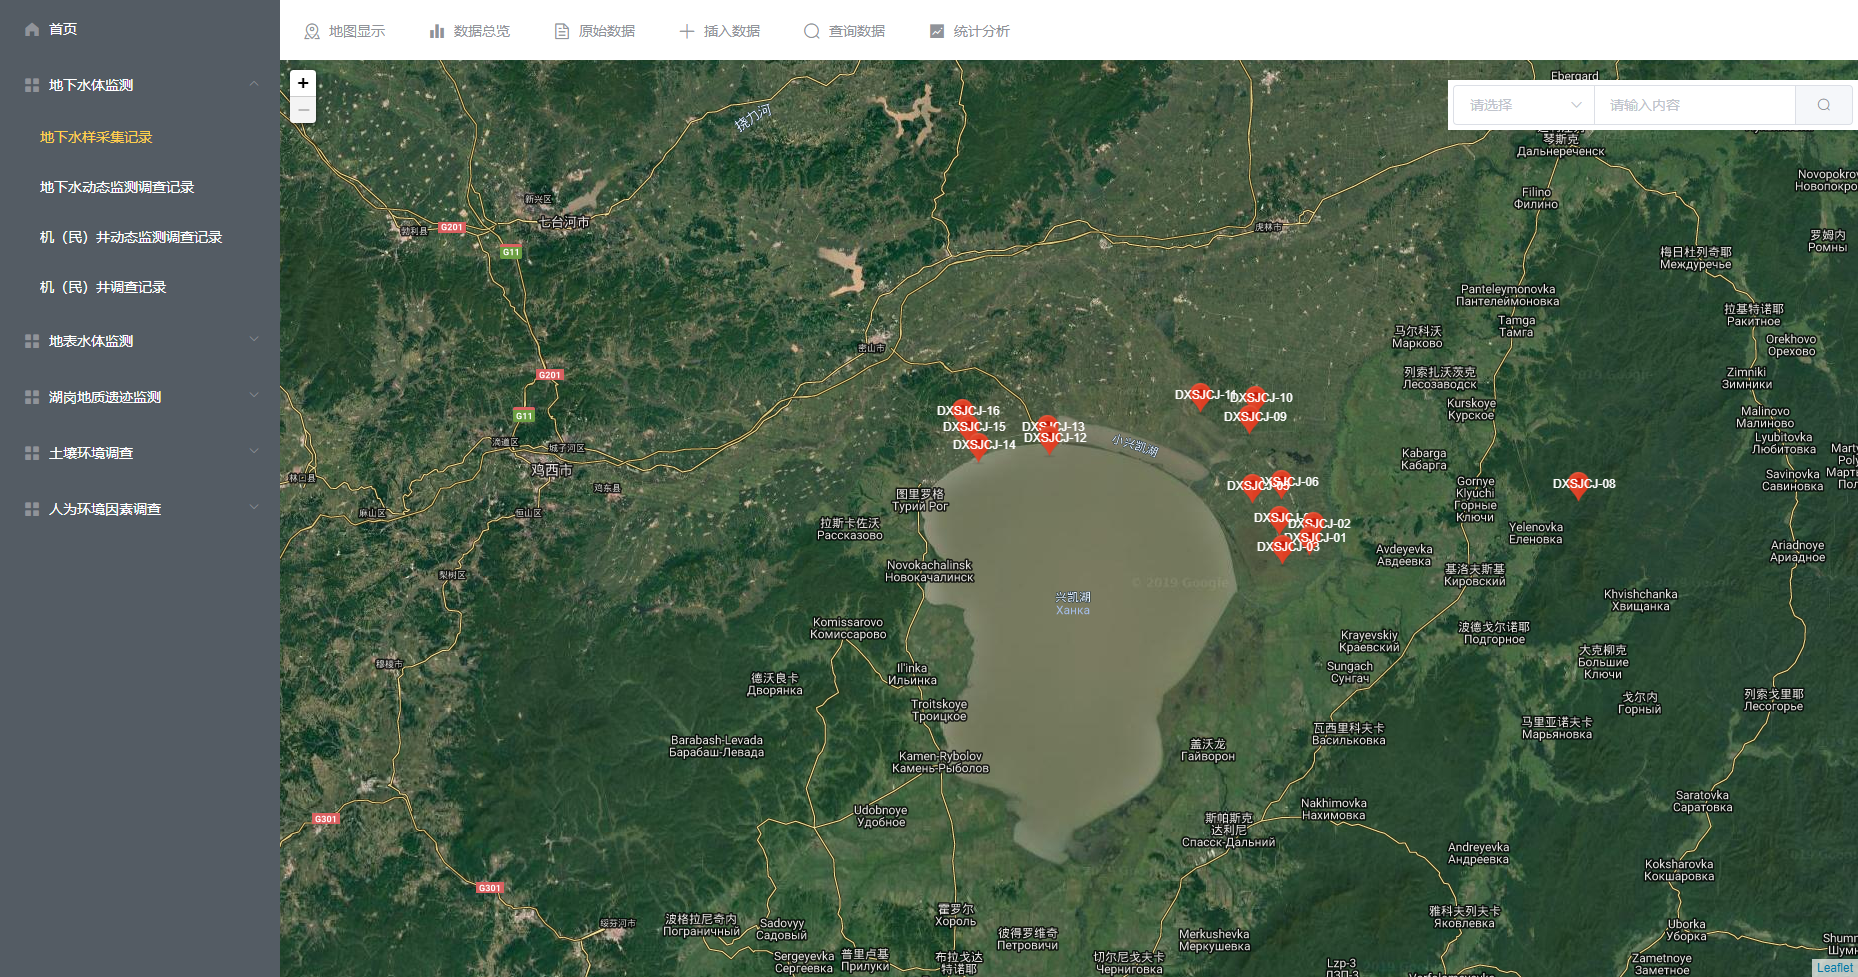 首页
地下水体监测
地下水样采集记录
地下水动态监测调查记录
机（民）井动态监测调查记录
机（民）井调查记录
地表水体监测
湖岗地质遗迹监测
土壤环境调查
人为环境因素调查
地图显示
数据总览
原始数据
插入数据
查询数据
统计分析
+
−
请选择
请输入内容
Ebergard
琴斯克
Дальнереченск
挠力河
Novopokrov
Новопокро
Filino
Филино
新兴区
七台河市
勃利县
G201
G11
虎林市
罗姆内
Ромны
梅日杜列奇耶
Междуречье
Panteleymonovka
Пантелеймоновка
拉基特诺耶
Ракитное
Tamga
Тамга
马尔科沃
Марково
Orekhovo
Орехово
密山市
G201
列索扎沃茨克
Лесозаводск
Zimniki
Зимники
Kurskoye
Курское
Malinovo
Малиново
G11
DXSJCJ-16
DXSJCJ-15
DXSJCJ-14
DXSJCJ-13
DXSJCJ-12
DXSJCJ-11
DXSJCJ-10
DXSJCJ-09
小兴凯湖
Lyubitovka
Любитовка
滴道区
城子河区
鸡西市
Kabarga
Кабарга
林口县
鸡东县
麻山区
恒山区
Savinovka
Савиновка
Gornye
Klyuchi
Горные
Ключи
DXSJCJ-05
DXSJCJ-06
DXSJCJ-08
图里罗格
Турий Рог
拉斯卡佐沃
Рассказово
DXSJCJ-02
DXSJCJ-01
DXSJCJ-03
Yelenovka
Еленовка
Avdeyevka
Авдеевка
Ariadnoye
Ариадное
Novokachalinsk
Новокачалинск
梨树区
基洛夫斯基
Кировский
© 2019 Google
兴凯湖
Ханка
Khvishchanka
Хвищанка
Komissarovo
Комиссарово
Krayevskiy
Краевский
波德戈尔诺耶
Подгорное
穆棱市
Il'inka
Ильинка
Sungach
Сунгач
大克柳克
Большие
Ключи
德沃良卡
Дворянка
戈尔内
Горный
列索戈里耶
Лесогорье
Troitskoye
Троицкое
瓦西里科夫卡
Васильковка
马里亚诺夫卡
Марьяновка
Barabash-Levada
Барабаш-Левада
盖沃龙
Гайворон
Kamen-Rybolov
Камень-Рыболов
Udobnoye
Удобное
Nakhimovka
Нахимовка
Saratovka
Саратовка
G301
斯帕斯克
达利尼
Спасск-Дальний
Andreyevka
Андреевка
Koksharovka
Кокшаровка
G301
绥芬河市
波格拉尼奇内
Пограничный
Sadovyy
Садовый
霍罗尔
Хороль
彼得罗维奇
Петровичи
Merkushevka
Меркушевка
雅科夫列夫卡
Яковлевка
Uborka
Уборка
Sergeyevka
Сергеевка
普里卢基
Прилуки
布拉戈达
特诺耶
切尔尼戈夫卡
Черниговка
Lzp-3
ЛЗП-3
Zametnoye
Заметное
Leaflet